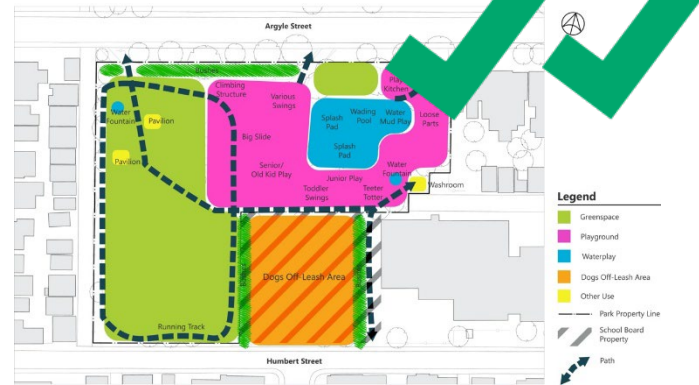 Argyle Street
Bushes
Climbing
Structure
Various
Swings
Play
Kitchen
Water
Fountain
Pavilion
Splash
Pad
Wading
Pool
Water
Mud Play
Loose
Parts
Big Slide
Splash
Pad
Pavilion
Senior/
Old Kid Play
Junior Play
Water
Fountain
Toddler
Swings
Teeter
Totter
Washroom
Bushes
Dogs Off-Leash Area
Bushes
Running Track
Humbert Street
Legend
Greenspace
Playground
Waterplay
Dogs Off-Leash Area
Other Use
Park Property Line
School Board
Property
Path